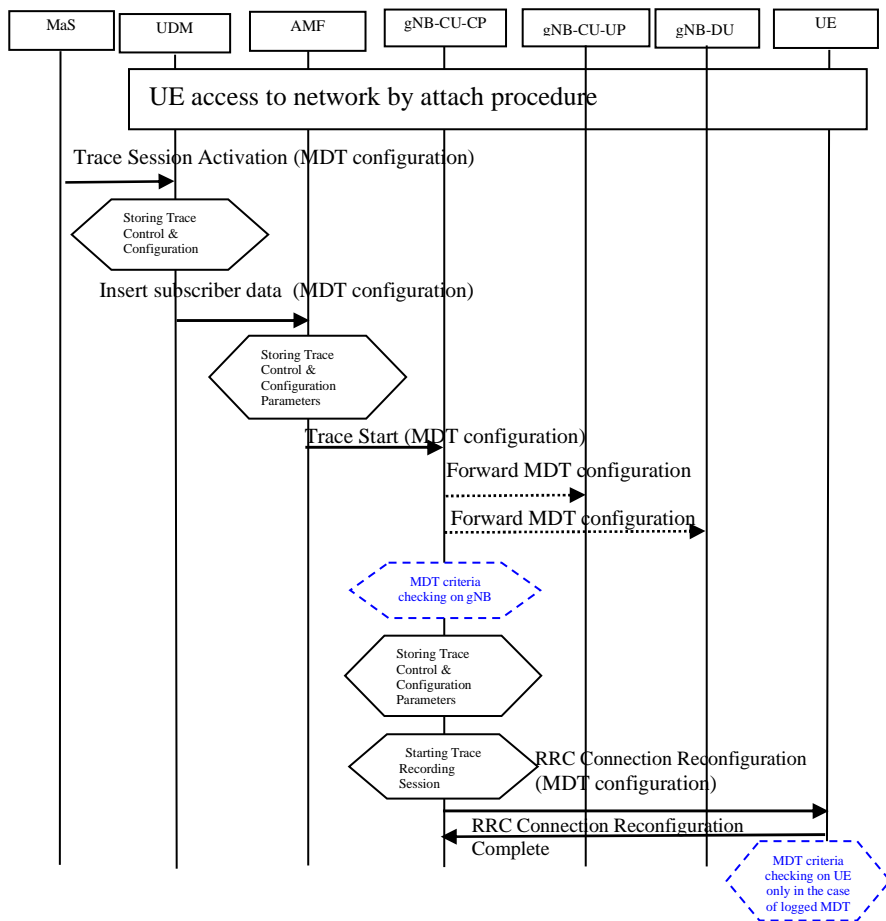 MaS
UDM
AMF
gNB-CU-CP
gNB-CU-UP
gNB-DU
UE
UE access to network by attach procedure
Trace Session Activation (MDT configuration)
Storing Trace
Control &
Configuration
Insert subscriber data (MDT configuration)
Storing Trace
Control &
Configuration
Parameters
Trace Start (MDT configuration)
Forward MDT configuration
Forward MDT configuration
MDT criteria
checking on gNB
Storing Trace
Control &
Configuration
Parameters
Starting Trace
Recording
Session
RRC Connection Reconfiguration
(MDT configuration)
RRC Connection Reconfiguration
Complete
MDT criteria
checking on UE
only in the case
of logged MDT